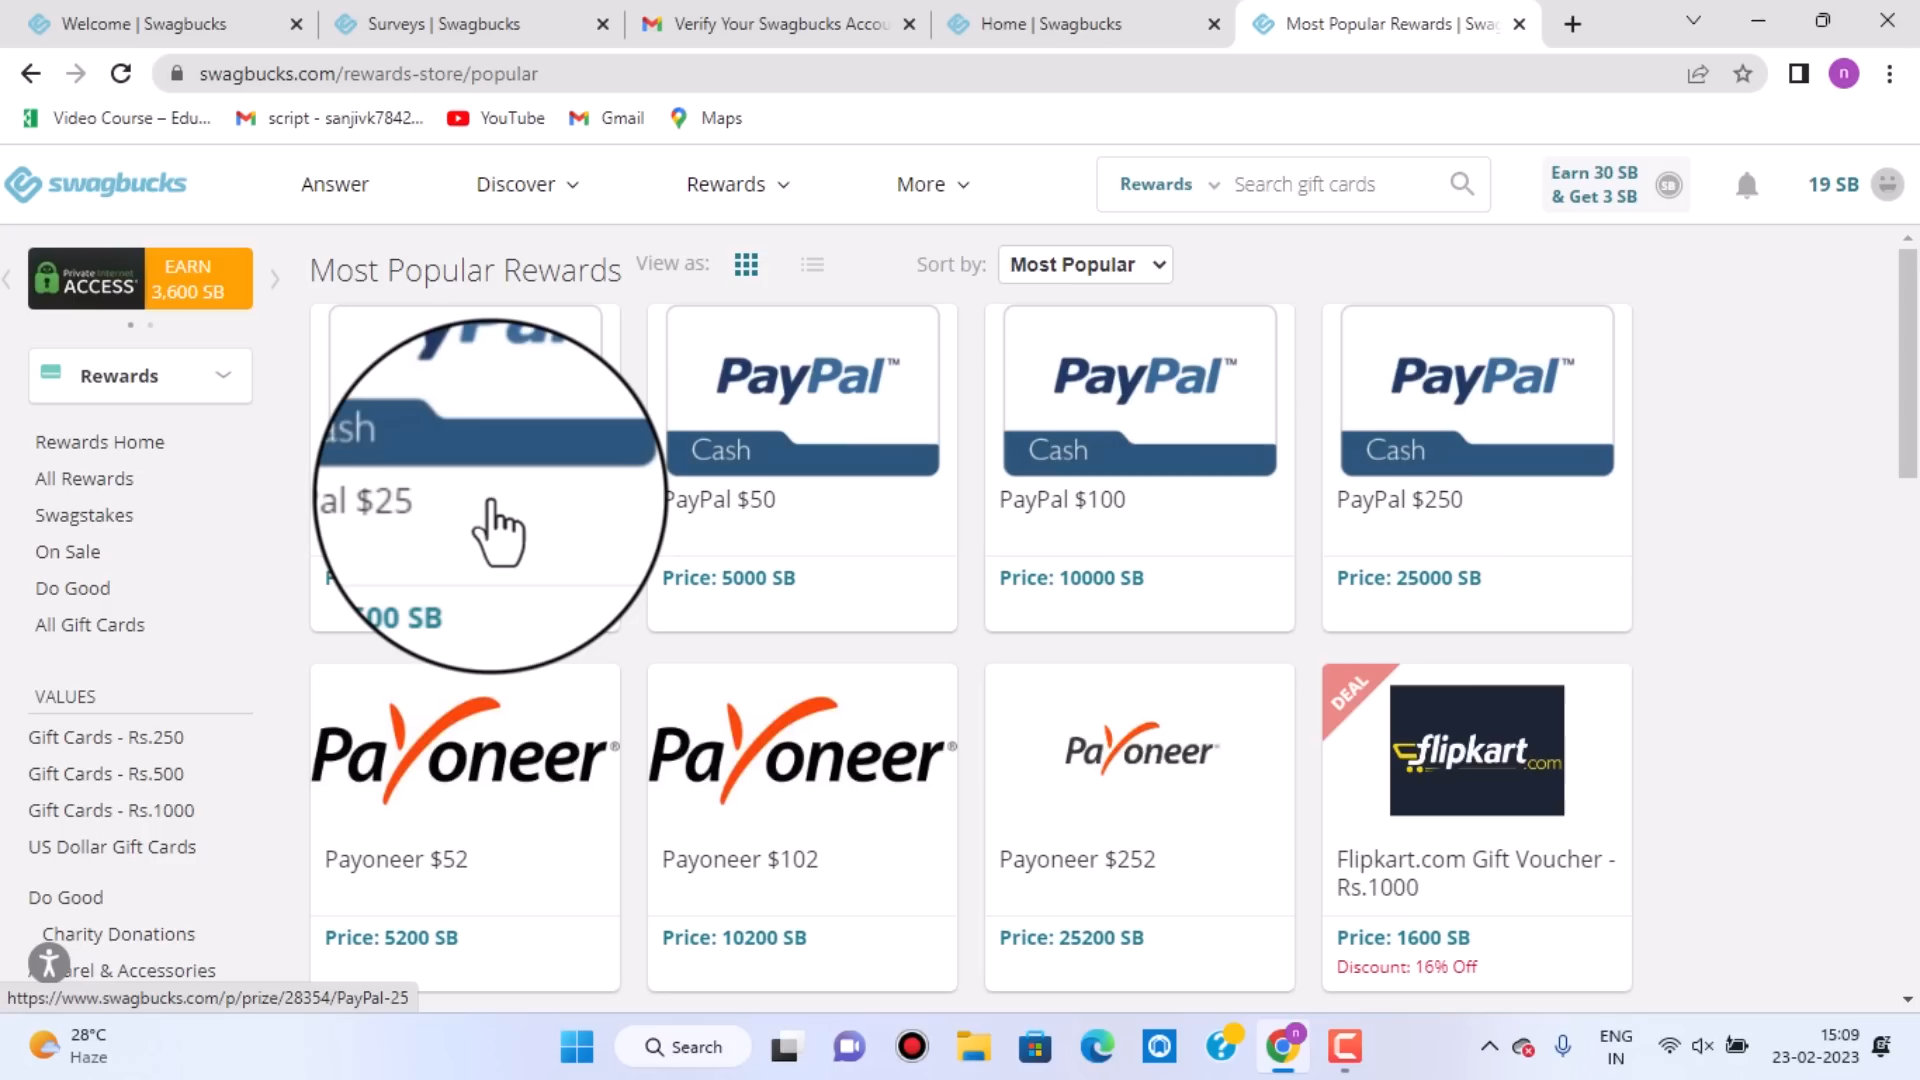 Welcome | Swagbucks
Surveys | Swagbucks
Verify Your Swagbucks Accou
Home | Swagbucks
Most Popular Rewards | Swag
swagbucks.com/rewards-store/popular
n
Video Course – Edu...
script - sanjivk7842...
YouTube
Gmail
Maps
swagbucks
Answer
Discover
Rewards
More
Rewards
Search gift cards
Earn 30 SB
& Get 3 SB
SB
19 SB
Private Internet
ACCESS
EARN
3,600 SB
Rewards
Rewards Home
All Rewards
Swagstakes
On Sale
Do Good
All Gift Cards
VALUES
Gift Cards - Rs.250
Gift Cards - Rs.500
Gift Cards - Rs.1000
US Dollar Gift Cards
Do Good
Charity Donations
arel & Accessories
https://www.swagbucks.com/p/prize/28354/PayPal-25
Most Popular Rewards
View as:
Sort by:
Most Popular
ash
al $25
00 SB
PayPal™
Cash
PayPal $50
Price: 5000 SB
PayPal™
Cash
PayPal $100
Price: 10000 SB
PayPal™
Cash
PayPal $250
Price: 25000 SB
Payoneer®
Payoneer $52
Price: 5200 SB
Payoneer®
Payoneer $102
Price: 10200 SB
Payoneer
Payoneer $252
Price: 25200 SB
DEAL
flipkart.com
Flipkart.com Gift Voucher -
Rs.1000
Price: 1600 SB
Discount: 16% Off
28°C
Haze
Search
n
ENG
IN
15:09
23-02-2023